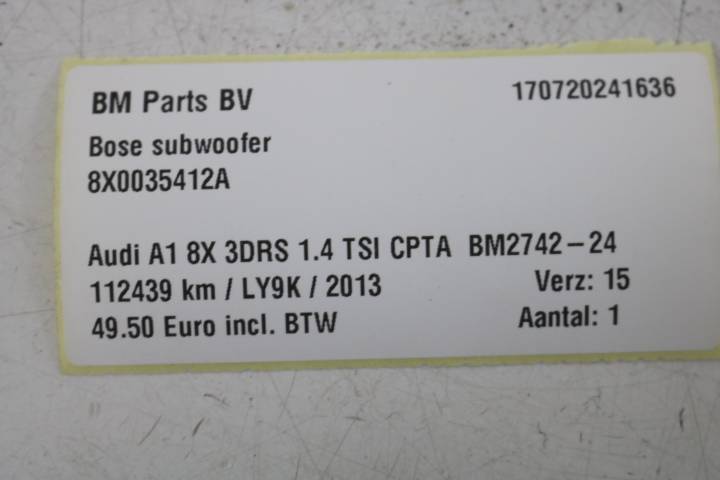 BM Parts BV 170720241636
Bose subwoofer
8X0035412A
Audi A1 8X 3DRS 1.4 TSI CPTA BM2742-24
112439 km / LY9K / 2013 Verz: 15
49.50 Euro incl. BTW Aantal: 1